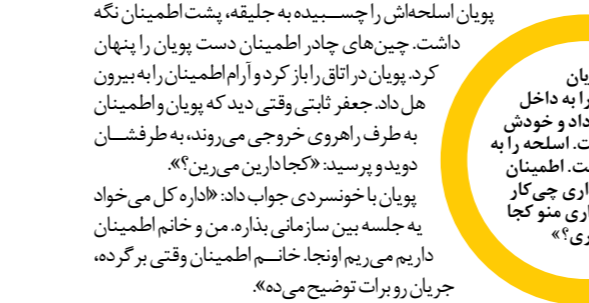 پویان اسلحه‌اش را چسـبیده به جلیقه، پشت اطمینان نگه
داشت. چین‌های چادر اطمینان دست پویان را پنهان
کرد. پویان در اتاق را باز کرد و آرام اطمینان را به بیرون
هل داد. جعفر ثابتی وقتی دید که پویان و اطمینان
به طرف راهروی خروجی می‌روند، به طرفشـان
دوید و پرسید: «کجا دارین می‌رین؟».
پویان با خونسردی جواب داد: «اداره کل می‌خواد
یه جلسه بین سازمانی بذاره. من و خانم اطمینان
داریم می‌ریم اونجا. خانـم اطمینان وقتی برگرده،
جریان رو برات توضیح می‌ده».
یان
را به داخل
داد و خودش
ت. اسلحه را به
ت. اطمینان
اری چی‌کار
اری منو کجا
ری؟»